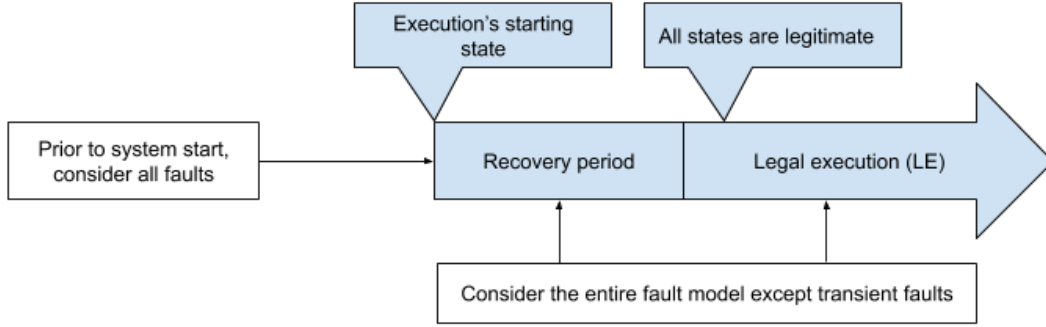 Execution's starting
state
All states are legitimate
Prior to system start,
consider all faults
Recovery period
Legal execution (LE)
Consider the entire fault model except transient faults